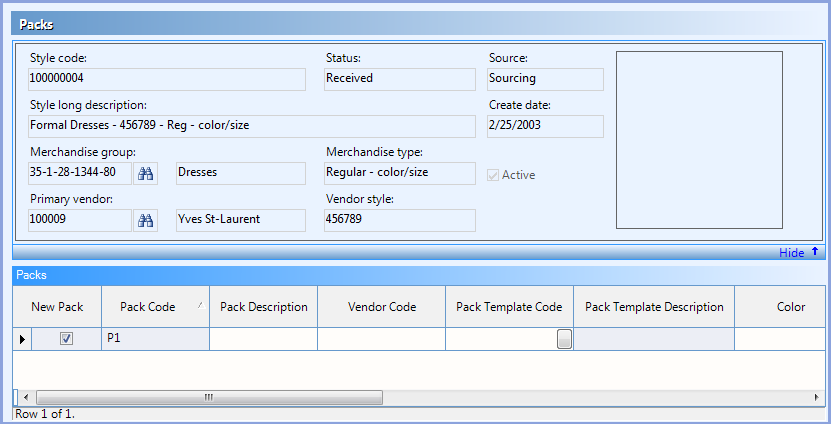 Packs
Style code: Status: Source:
100000004 Received Sourcing
Style long description: Create date:
Formal Dresses - 456789 - Reg - color/size 2/25/2003
Merchandise group: Merchandise type:
35-1-28-1344-80 Dresses Regular - color/size Active
Primary vendor: Vendor style:
100009 Yves St-Laurent 456789
Hide
Packs
New Pack Pack Code Pack Description Vendor Code Pack Template Code Pack Template Description Color
P1
Row 1 of 1.